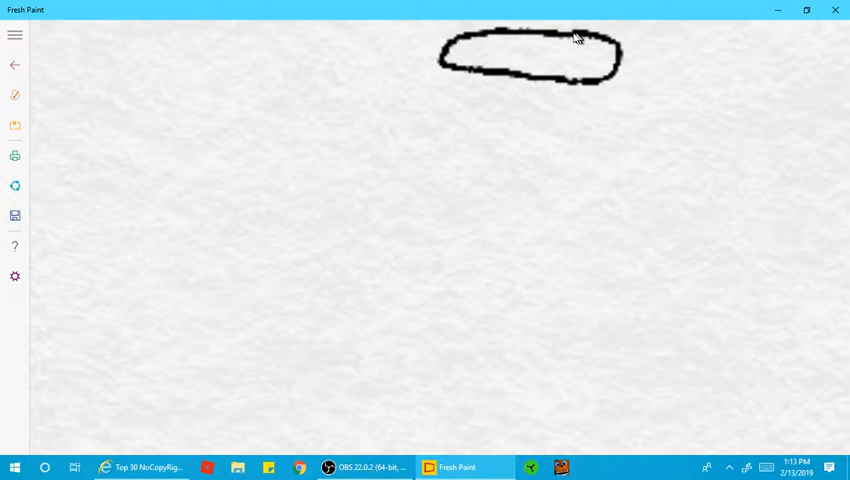 Fresh Paint
?
Top 30 NoCopyRig...
OBS 22.0.2 (64-bit, ...
Fresh Paint
1:13 PM
2/13/2019